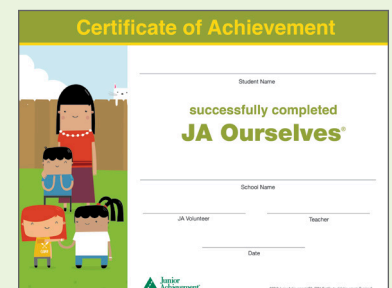 Certificate of Achievement
Student Name
successfully completed
JA Ourselves®
School Name
JA Volunteer
Teacher
Date
Junior
Achievement®